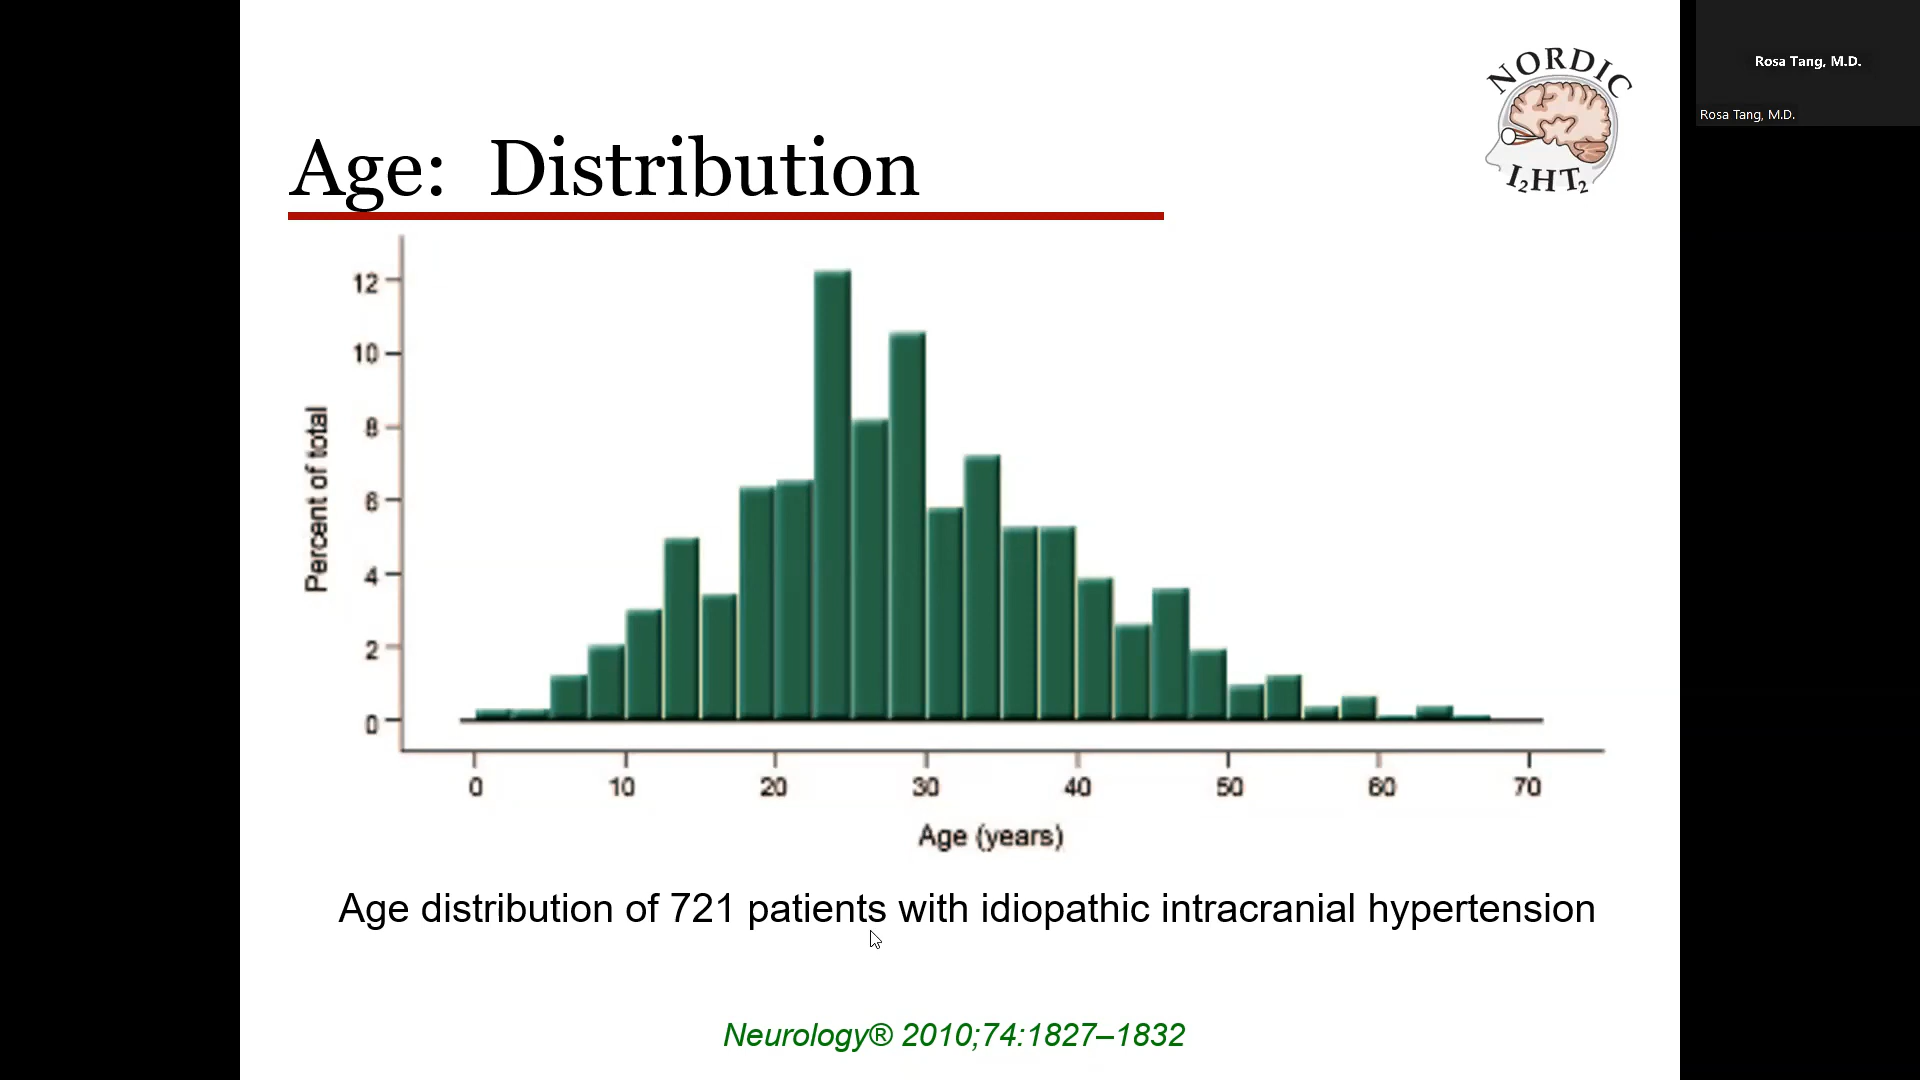 NORDIC
I₂HT₂
Rosa Tang, M.D.
Rosa Tang, M.D.
Age: Distribution
12
10
8
6
4
2
0
Percent of total
0 10 20 30 40 50 60 70
Age (years)
Age distribution of 721 patients with idiopathic intracranial hypertension
Neurology® 2010;74:1827–1832